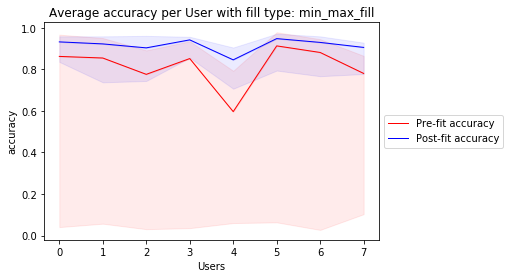 Average accuracy per User with fill type: min_max_fill
1.0
0.8
0.6
0.4
0.2
0.0
accuracy
0 1 2 3 4 5 6 7
Users
Pre-fit accuracy
Post-fit accuracy